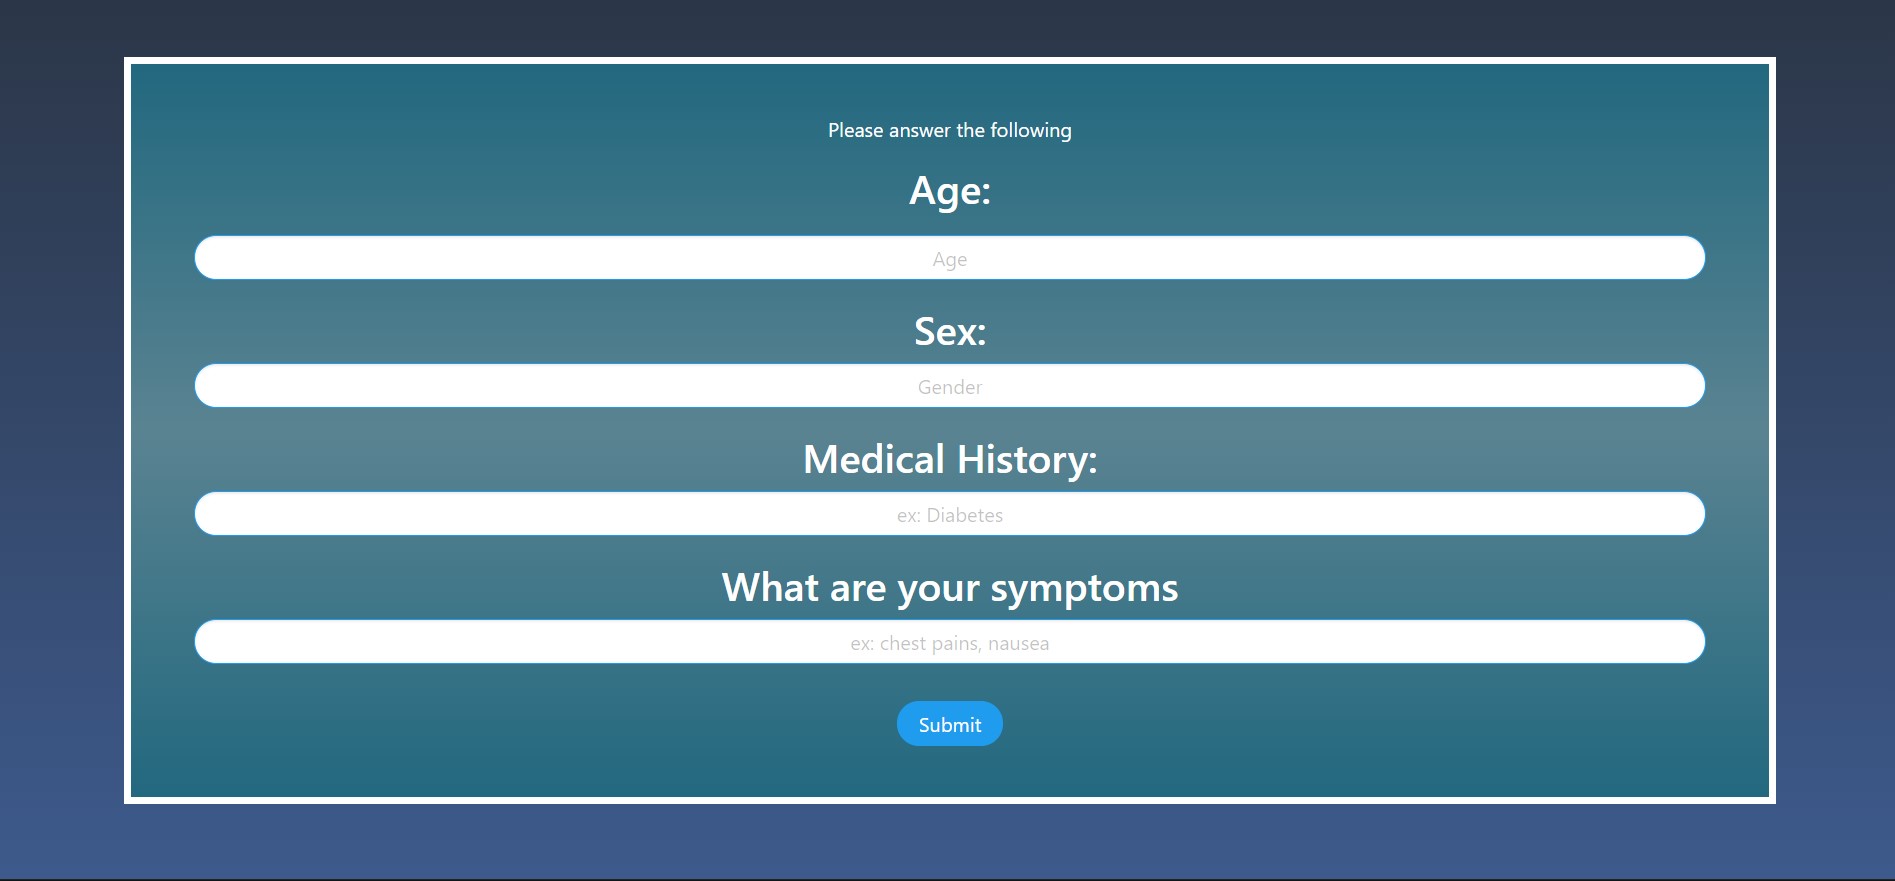 Please answer the following
Age:
Age
Sex:
Gender
Medical History:
ex: Diabetes
What are your symptoms
ex: chest pains, nausea
Submit